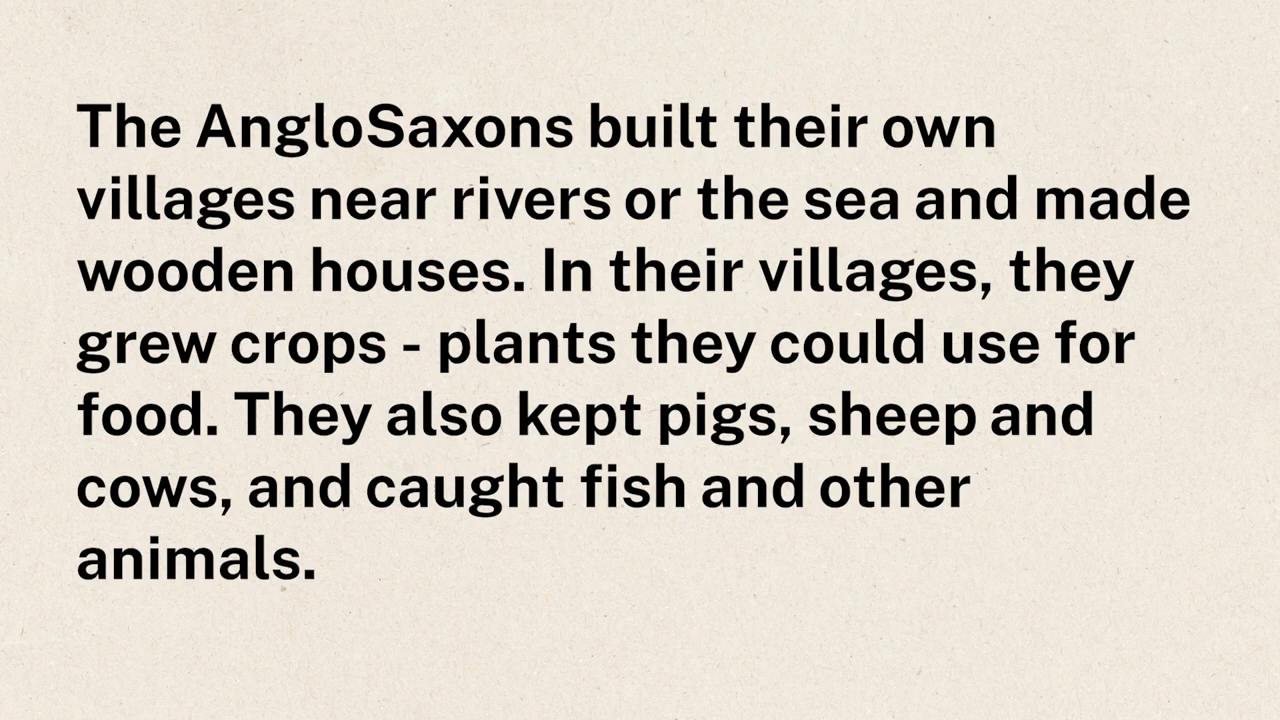 The AngloSaxons built their own
villages near rivers or the sea and made
wooden houses. In their villages, they
grew crops - plants they could use for
food. They also kept pigs, sheep and
cows, and caught fish and other
animals.